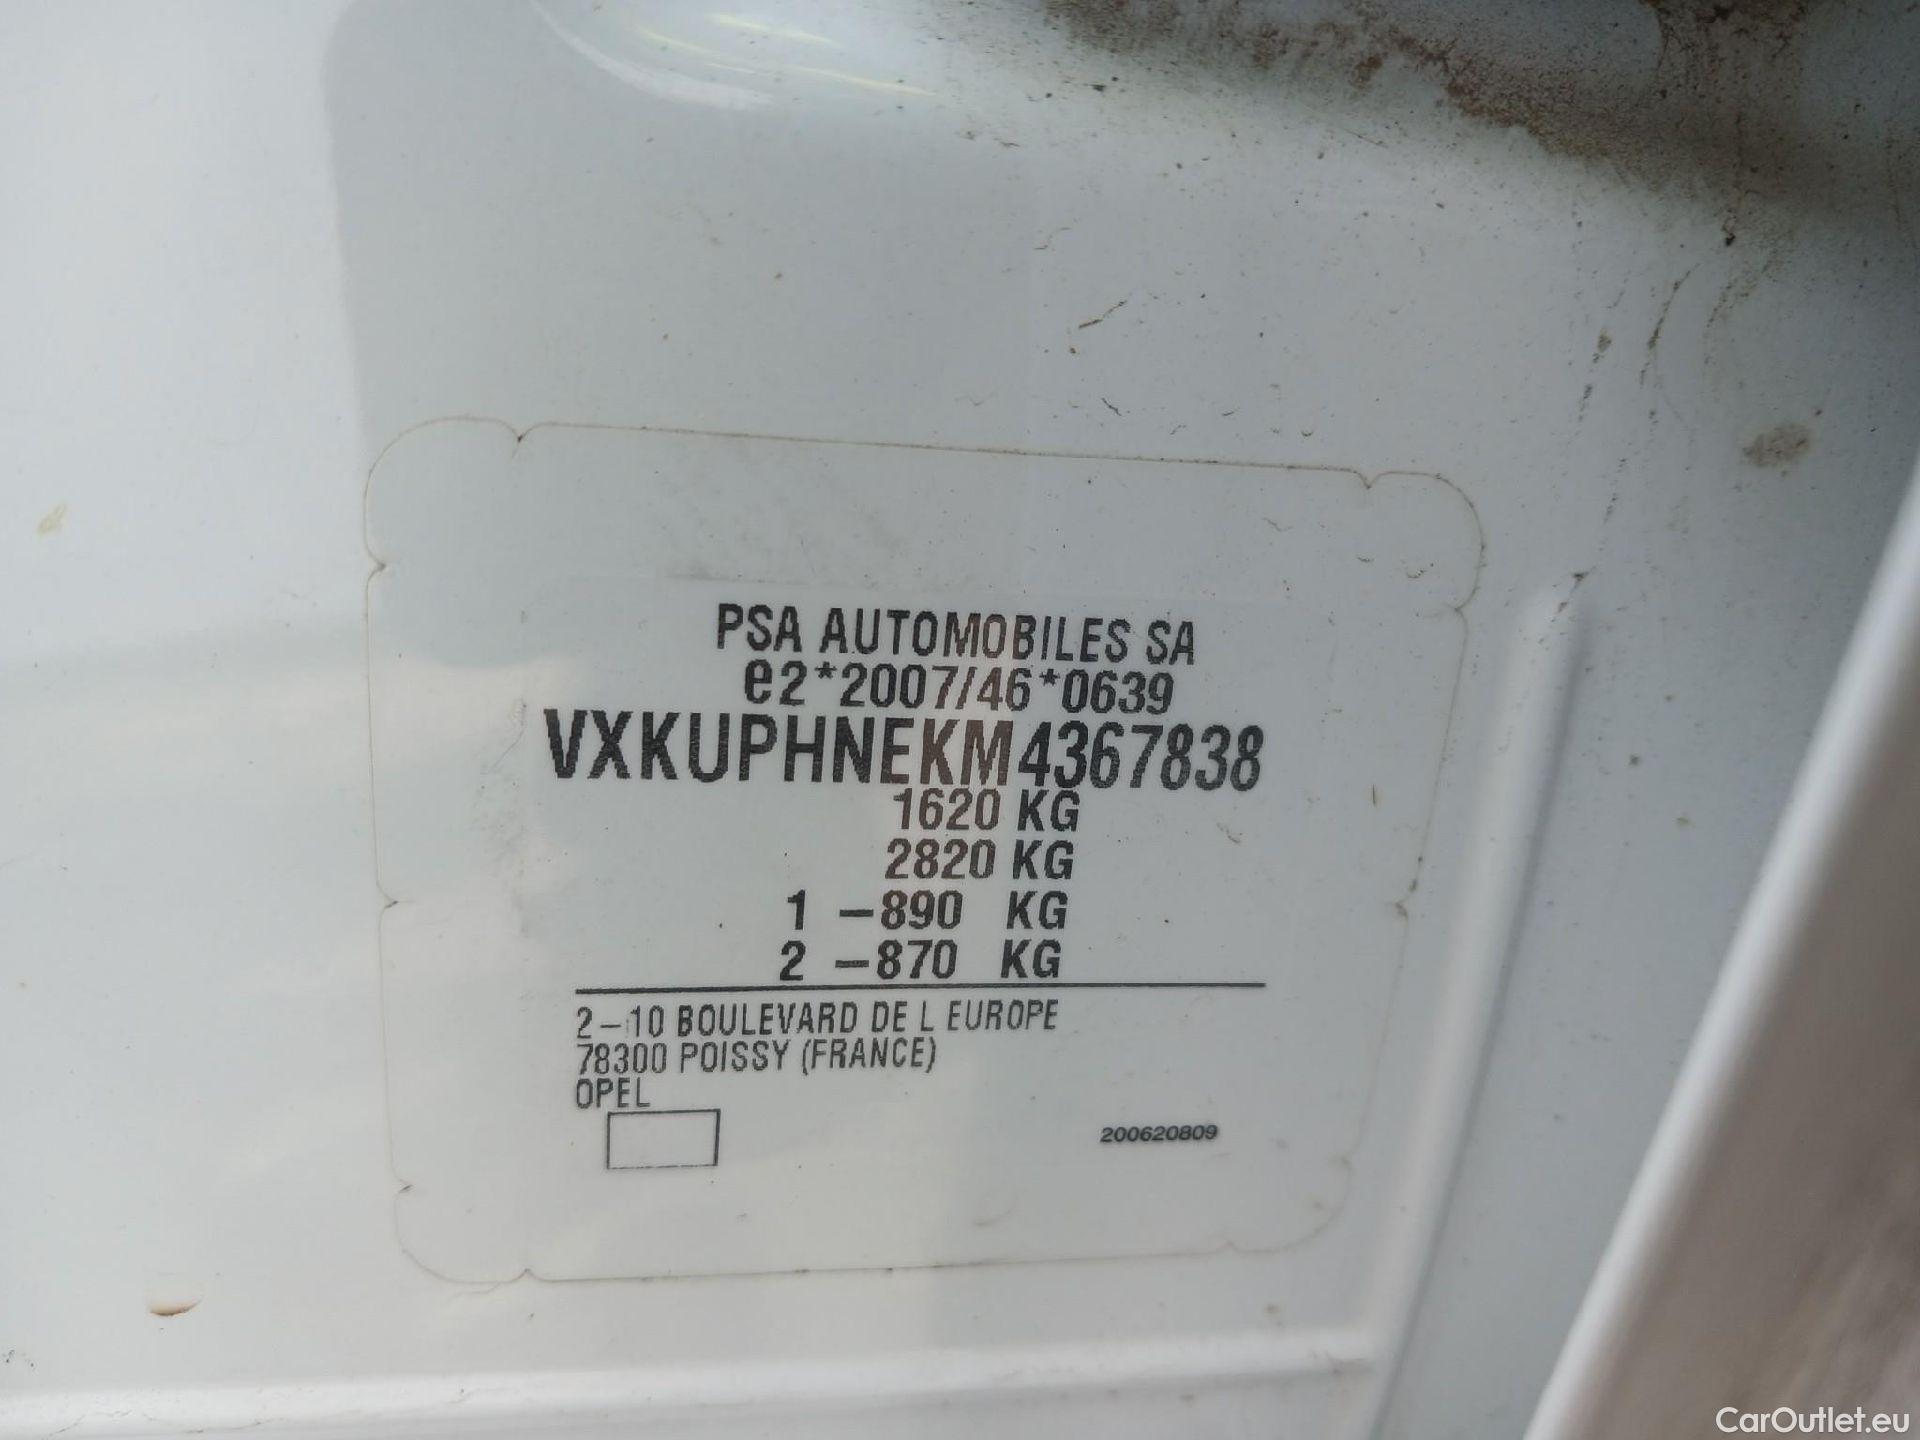 PSA AUTOMOBILES SA
e2*2007/46*0639
VXKUPHNEKM4367838
1620 KG
2820 KG
1 -890 KG
2 -870 KG
2-10 BOULEVARD DE L EUROPE
78300 POISSY (FRANCE)
OPEL
200620809
CarOutlet.eu